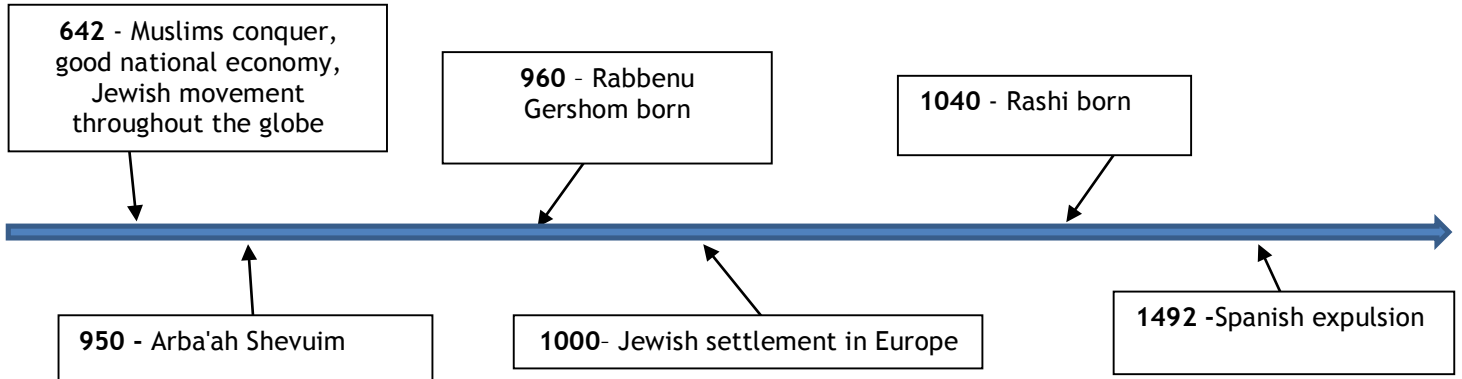 642 - Muslims conquer,
good national economy,
Jewish movement
throughout the globe
960 – Rabbenu
Gershom born
1040 - Rashi born
950 - Arba'ah Shevuim
1000– Jewish settlement in Europe
1492 -Spanish expulsion